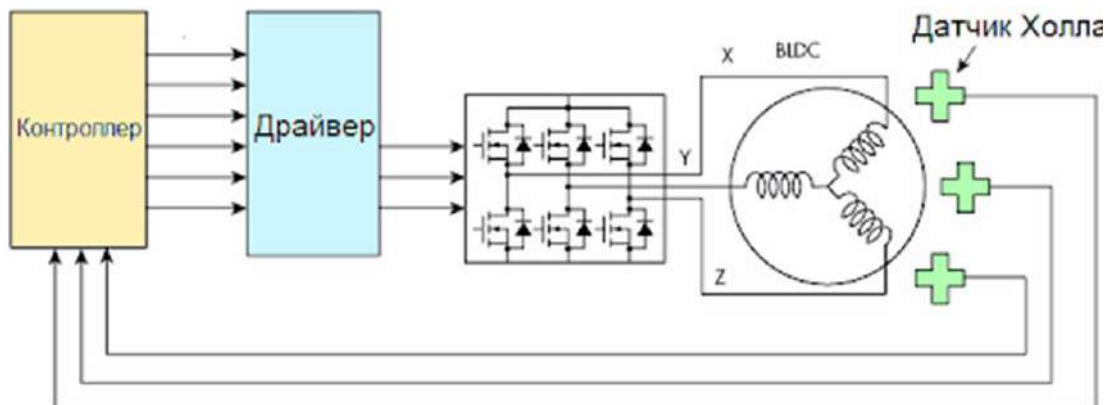 Датчик Холла
X
BLDC
Контроллер
Драйвер
Y
Z